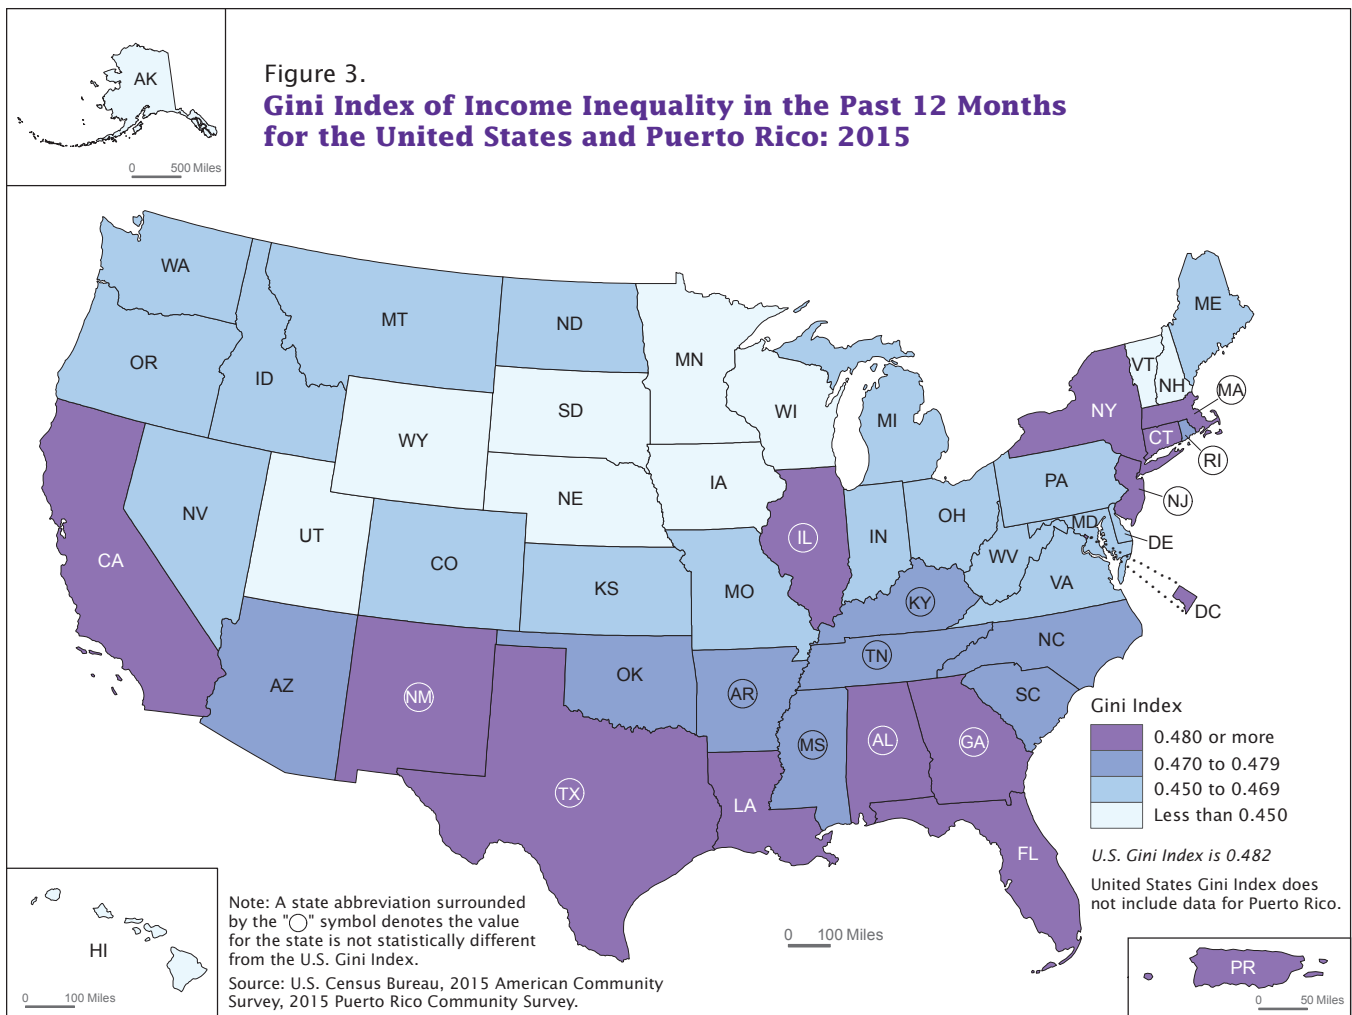 AK
0 500 Miles
Figure 3.
Gini Index of Income Inequality in the Past 12 Months
for the United States and Puerto Rico: 2015
WA
MT
ND
ME
OR
ID
MN
VT
NH
MA
SD
WI
MI
NY
WY
CT
RI
IA
PA
NE
NJ
NV
UT
IL
IN
OH
MD
DE
CA
CO
WV
KS
MO
VA
KY
DC
NC
TN
AZ
NM
OK
AR
SC
MS
AL
GA
TX
LA
FL
Gini Index
0.480 or more
0.470 to 0.479
0.450 to 0.469
Less than 0.450
U.S. Gini Index is 0.482
United States Gini Index does
not include data for Puerto Rico.
0 100 Miles
HI
0 100 Miles
Note: A state abbreviation surrounded
by the "○" symbol denotes the value
for the state is not statistically different
from the U.S. Gini Index.
Source: U.S. Census Bureau, 2015 American Community
Survey, 2015 Puerto Rico Community Survey.
PR
0 50 Miles